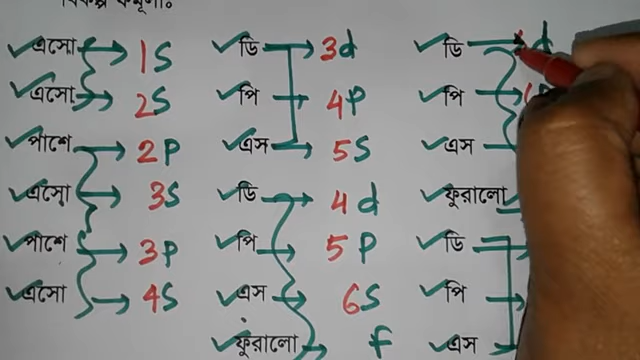 বিকল্প
এসো 1S
এসো 2S
পাশে 2P
এসো 3S
পাশে 3P
এসো 4S
ডি 3d
পি 4P
এস 5S
ডি 4d
পি 5P
এস 6S
ফুরালো f
ডি d
পি
এস
ফুরালো
ডি
পি
এস